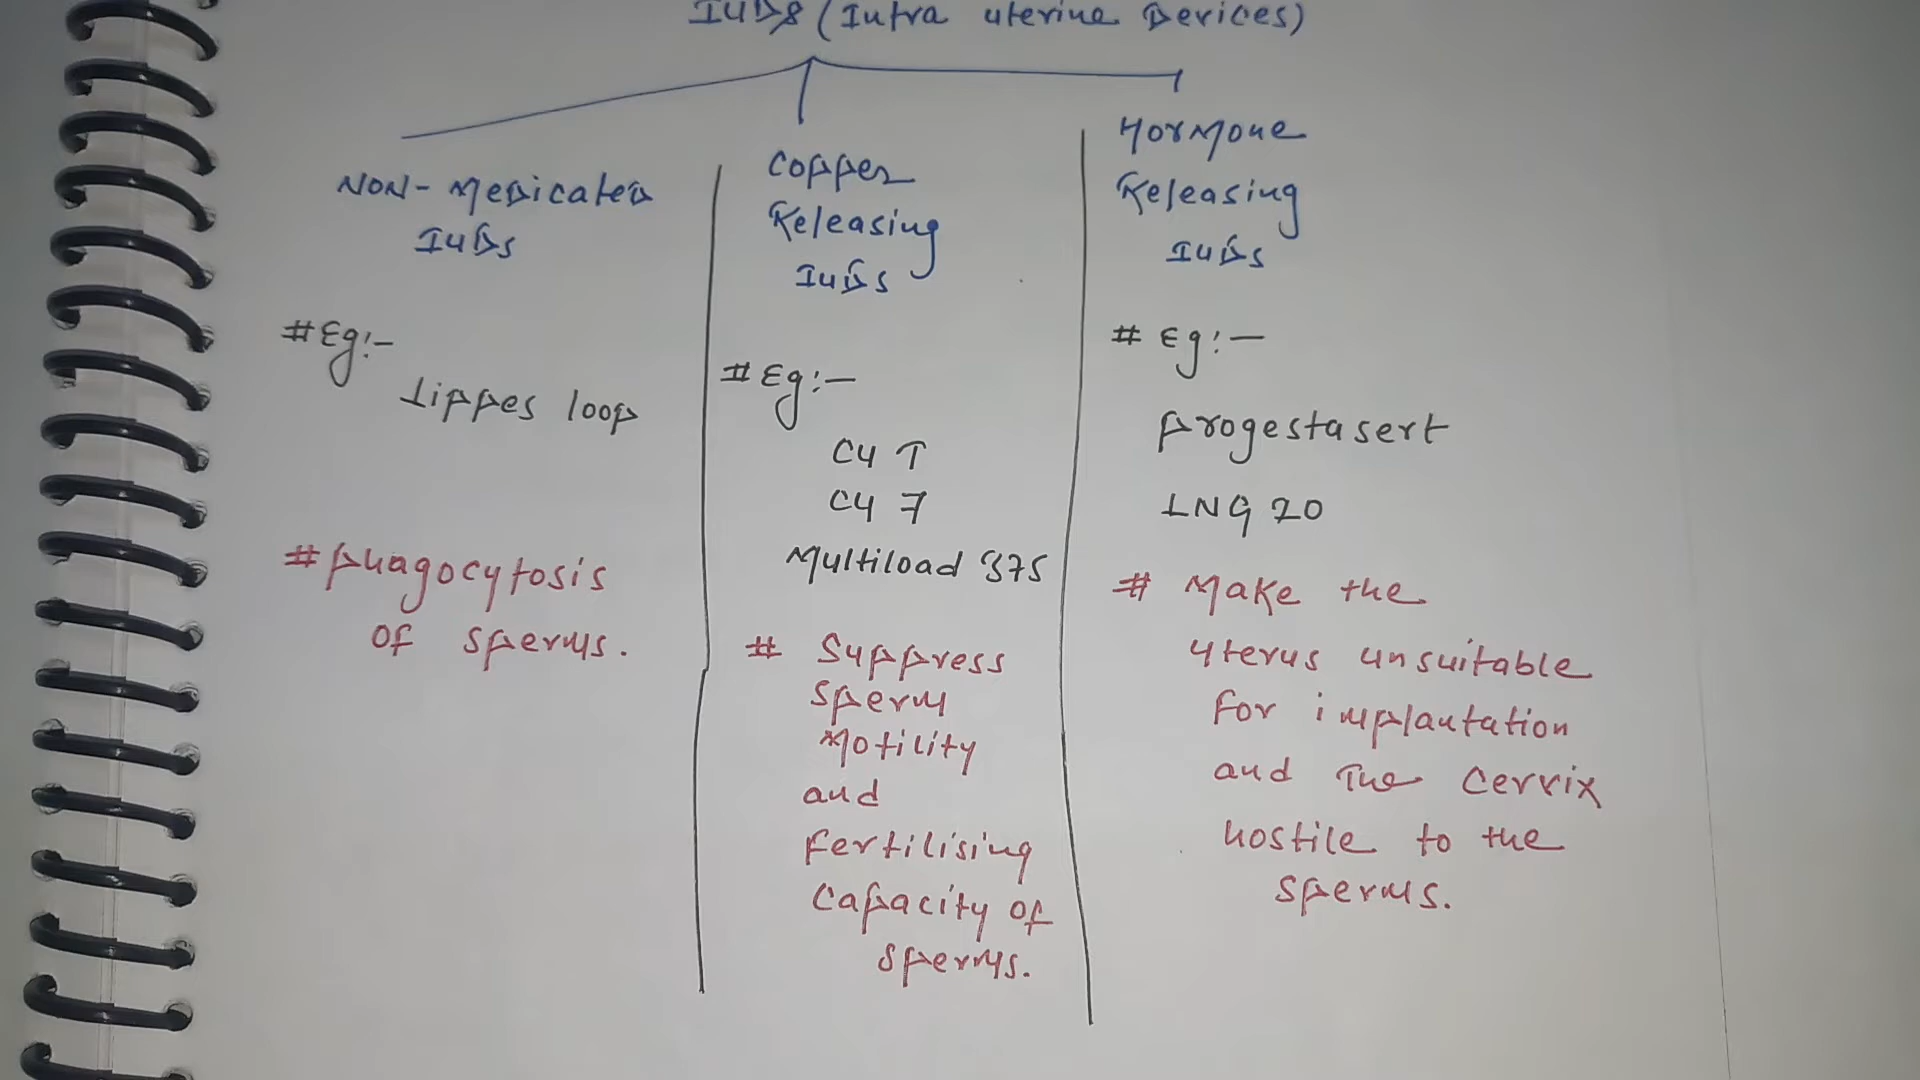 IUDs (Intra uterine Devices)
NON-Medicated
IUDs
#Eg:-
Lippes loop
#phagocytosis
of sperms.
Copper
Releasing
IUDs
#Eg:-
Cu T
Cu 7
Multiload 375
# Suppress
sperm
Motility
and
fertilising
capacity of
sperms.
Hormone
Releasing
IUDs
# Eg:-
progestasert
LNG 20
# Make the
uterus unsuitable
for implantation
and The cervix
hostile to the
sperms.